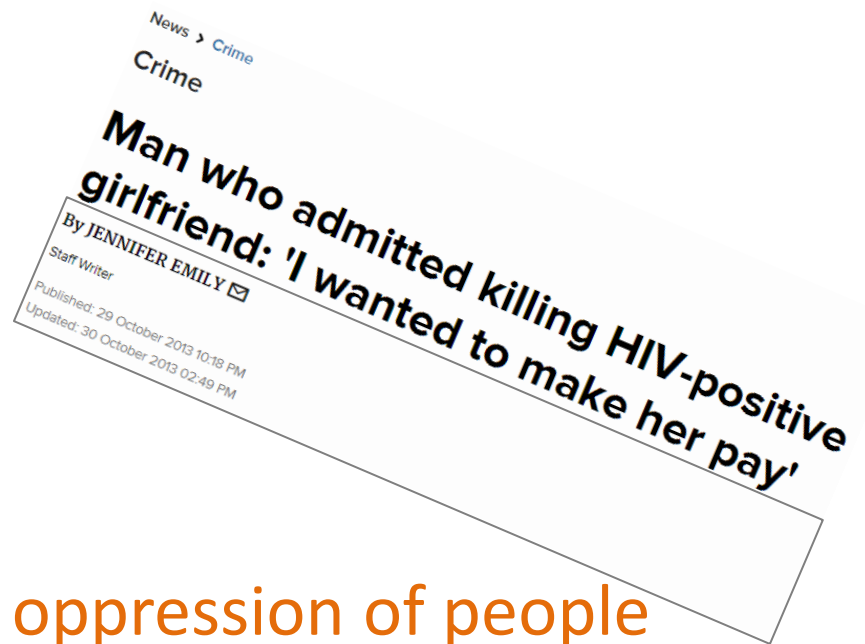 News > Crime
Crime
Man who admitted killing HIV-positive
girlfriend: 'I wanted to make her pay'
By JENNIFER EMILY
Staff Writer
Published: 29 October 2013 10:18 PM
Updated: 30 October 2013 02:49 PM
oppression of people